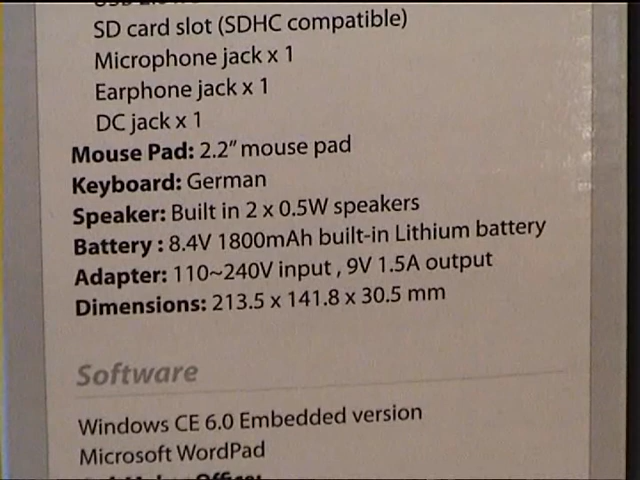 SD card slot (SDHC compatible)
Microphone jack x 1
Earphone jack x 1
DC jack x 1
Mouse Pad: 2.2” mouse pad
Keyboard: German
Speaker: Built in 2 x 0.5W speakers
Battery : 8.4V 1800mAh built-in Lithium battery
Adapter: 110~240V input , 9V 1.5A output
Dimensions: 213.5 x 141.8 x 30.5 mm
Software
Windows CE 6.0 Embedded version
Microsoft WordPad